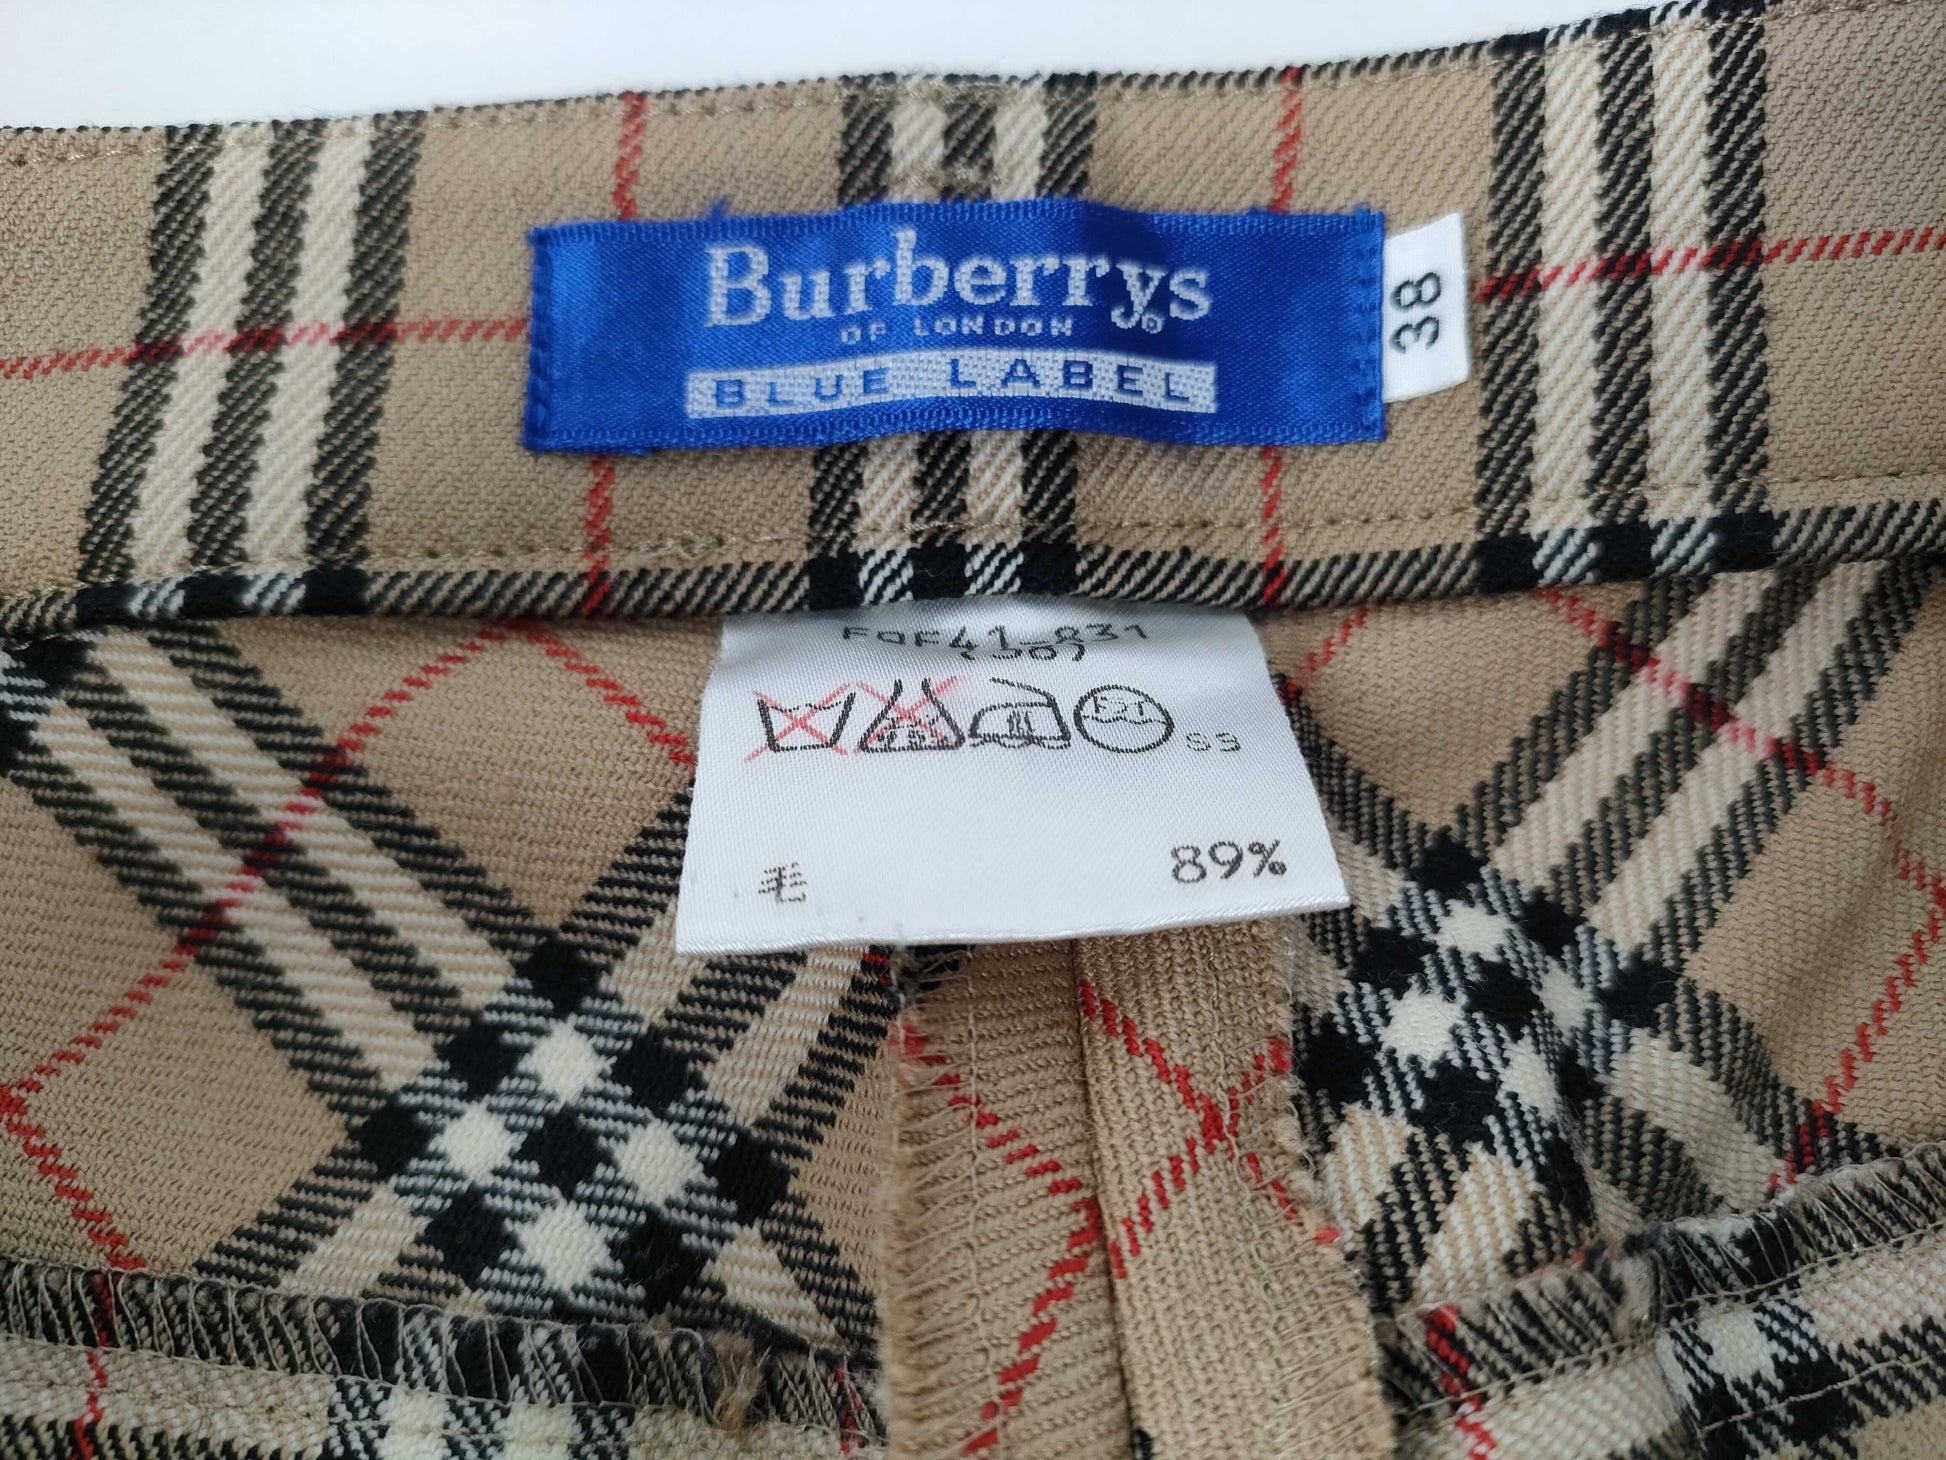 Burberrys
OF LONDON
BLUE LABEL
38
毛 89%